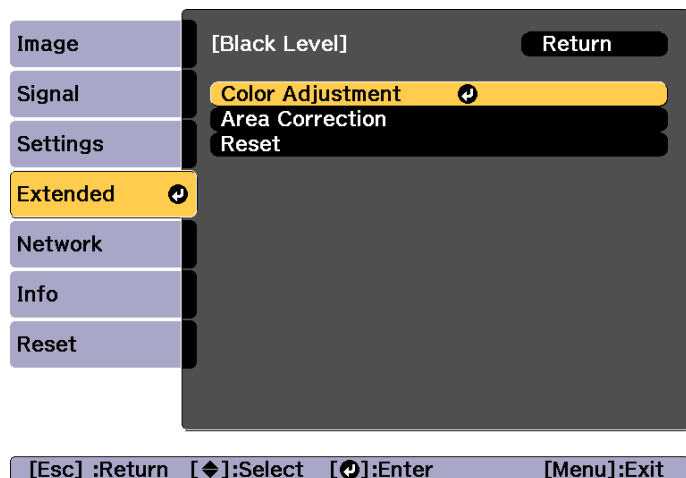 Image
Signal
Settings
Extended
Network
Info
Reset
[Black Level] Return
Color Adjustment
Area Correction
Reset
[Esc] :Return [◆]:Select [↵]:Enter [Menu]:Exit